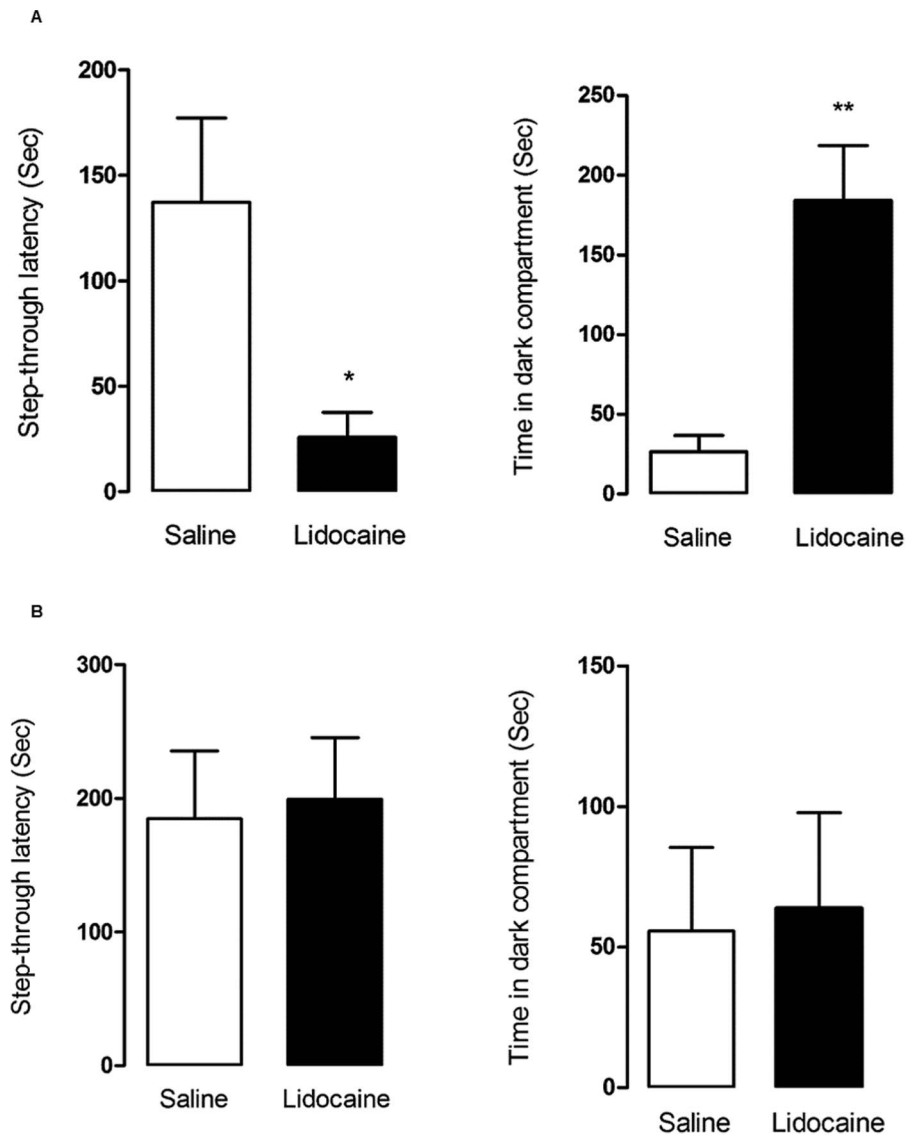 A
Step-through latency (Sec)
200
150
100
50
0
*
Saline
Lidocaine
Time in dark compartment (Sec)
250
200
150
100
50
0
**
Saline
Lidocaine
B
Step-through latency (Sec)
300
200
100
0
Saline
Lidocaine
Time in dark compartment (Sec)
150
100
50
0
Saline
Lidocaine